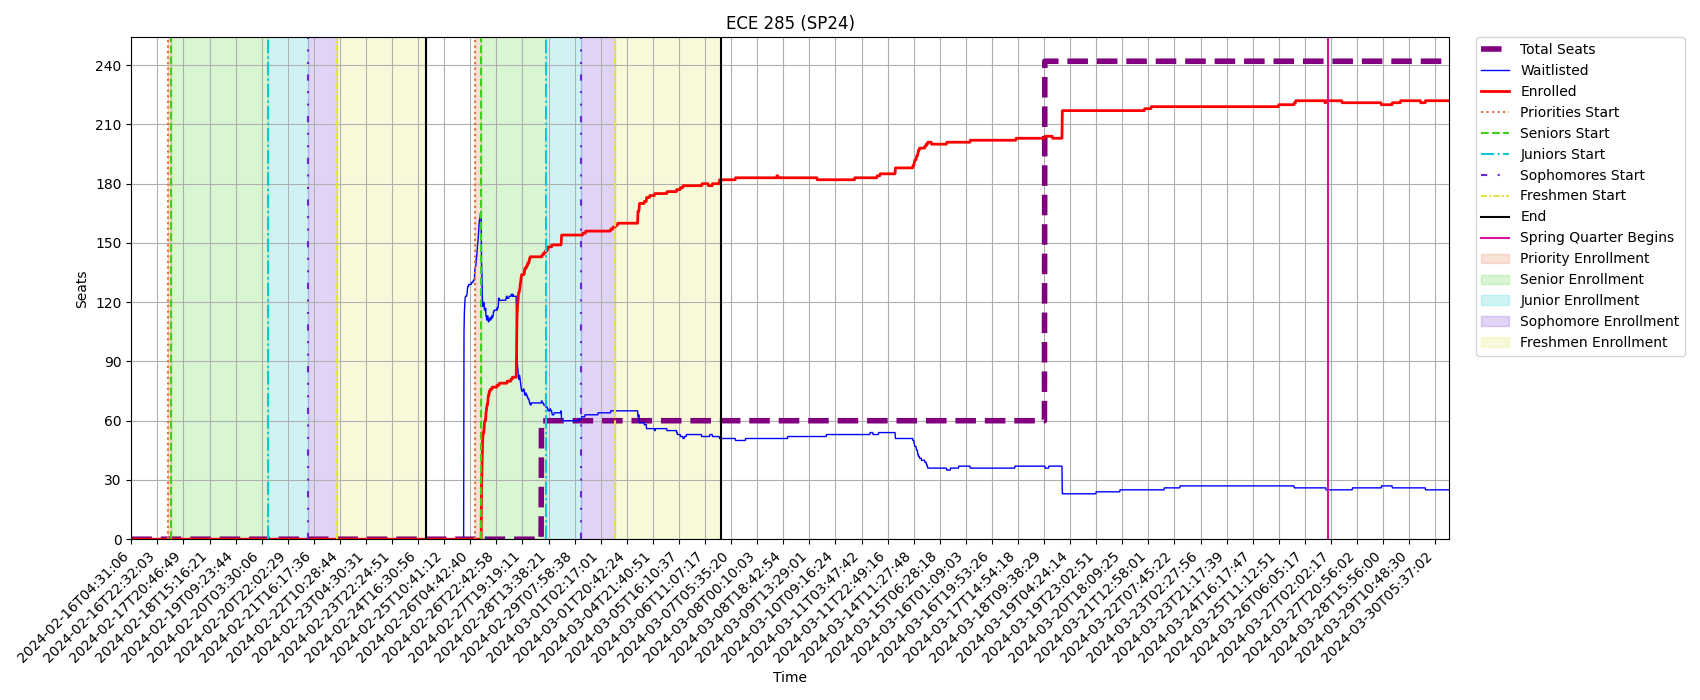 ECE 285 (SP24)
Seats
240
210
180
150
120
90
60
30
0
2024-02-16T04:31:06
2024-02-16T22:32:03
2024-02-17T20:46:49
2024-02-18T15:16:21
2024-02-19T09:23:44
2024-02-20T03:30:06
2024-02-20T22:02:29
2024-02-21T16:17:36
2024-02-22T10:28:44
2024-02-23T04:30:31
2024-02-23T22:24:51
2024-02-24T16:30:56
2024-02-25T10:41:12
2024-02-26T04:42:40
2024-02-26T22:42:58
2024-02-27T19:19:11
2024-02-28T13:38:21
2024-02-29T07:58:38
2024-03-01T02:17:01
2024-03-01T20:42:24
2024-03-04T21:40:51
2024-03-05T16:10:37
2024-03-06T11:07:17
2024-03-07T05:35:20
2024-03-08T00:10:03
2024-03-08T18:42:54
2024-03-09T13:29:01
2024-03-10T09:16:24
2024-03-11T03:47:42
2024-03-11T22:49:16
2024-03-14T11:27:48
2024-03-15T06:28:18
2024-03-16T01:09:03
2024-03-16T19:53:26
2024-03-17T14:54:18
2024-03-18T09:38:29
2024-03-19T04:24:14
2024-03-19T23:02:51
2024-03-20T18:09:25
2024-03-21T12:58:01
2024-03-22T07:45:22
2024-03-23T02:27:56
2024-03-23T21:17:39
2024-03-24T16:17:47
2024-03-25T11:12:51
2024-03-26T06:05:17
2024-03-27T02:02:17
2024-03-27T20:56:02
2024-03-28T15:56:00
2024-03-29T10:48:30
2024-03-30T05:37:02
Time
Total Seats
Waitlisted
Enrolled
Priorities Start
Seniors Start
Juniors Start
Sophomores Start
Freshmen Start
End
Spring Quarter Begins
Priority Enrollment
Senior Enrollment
Junior Enrollment
Sophomore Enrollment
Freshmen Enrollment